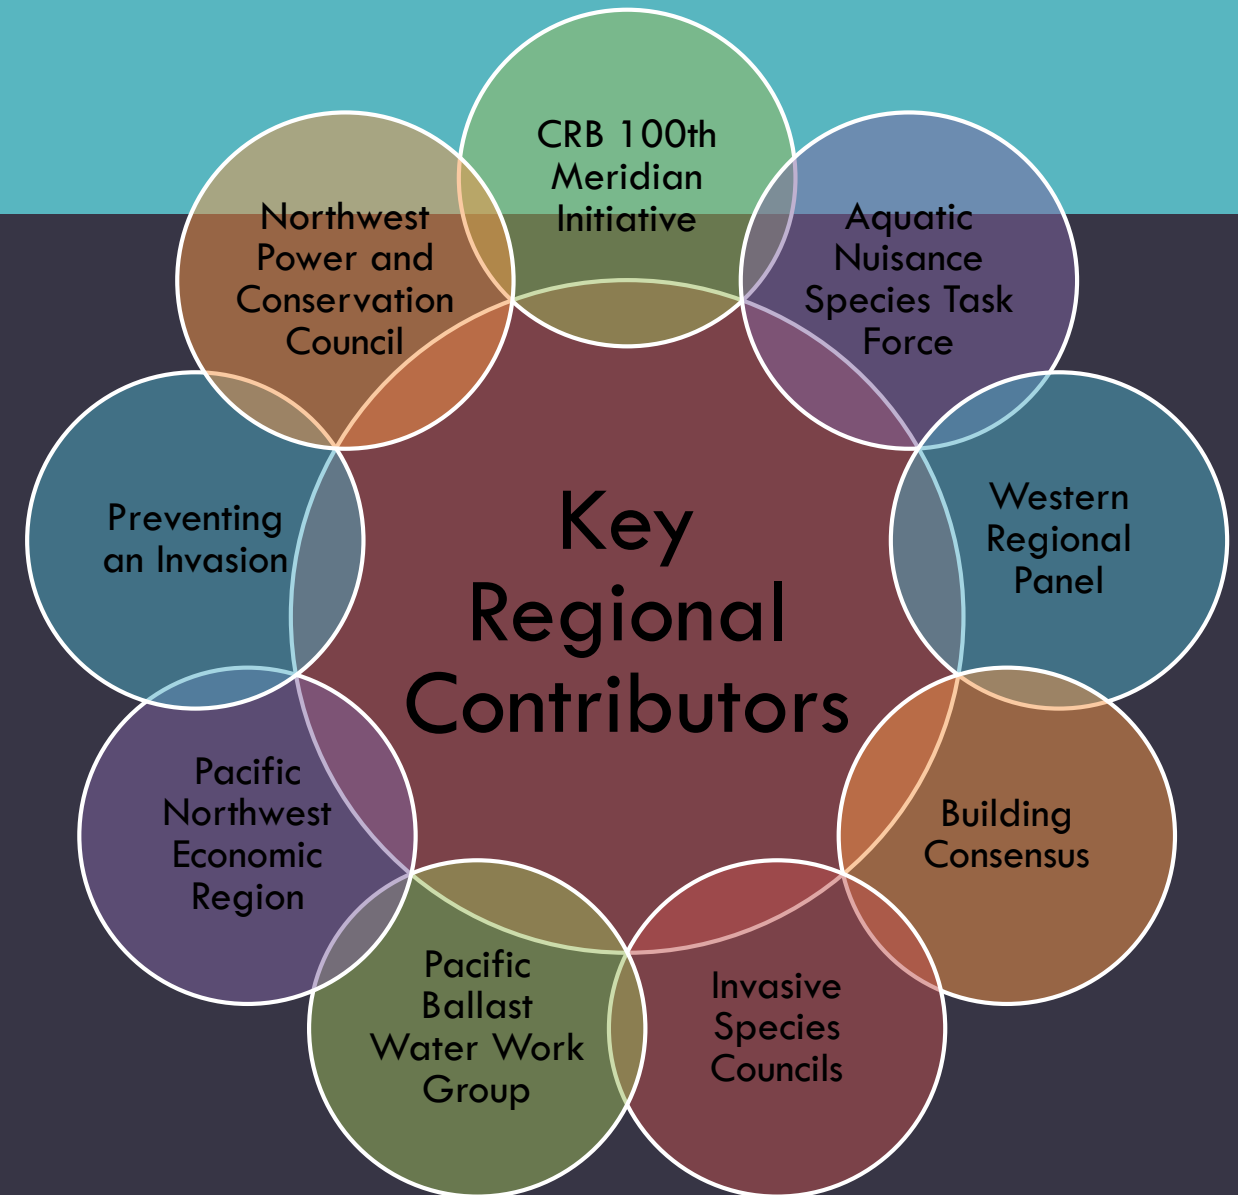 CRB 100th
Meridian
Initiative
Aquatic
Nuisance
Species Task
Force
Western
Regional
Panel
Building
Consensus
Invasive
Species
Councils
Pacific
Ballast
Water Work
Group
Pacific
Northwest
Economic
Region
Preventing
an Invasion
Northwest
Power and
Conservation
Council
Key
Regional
Contributors